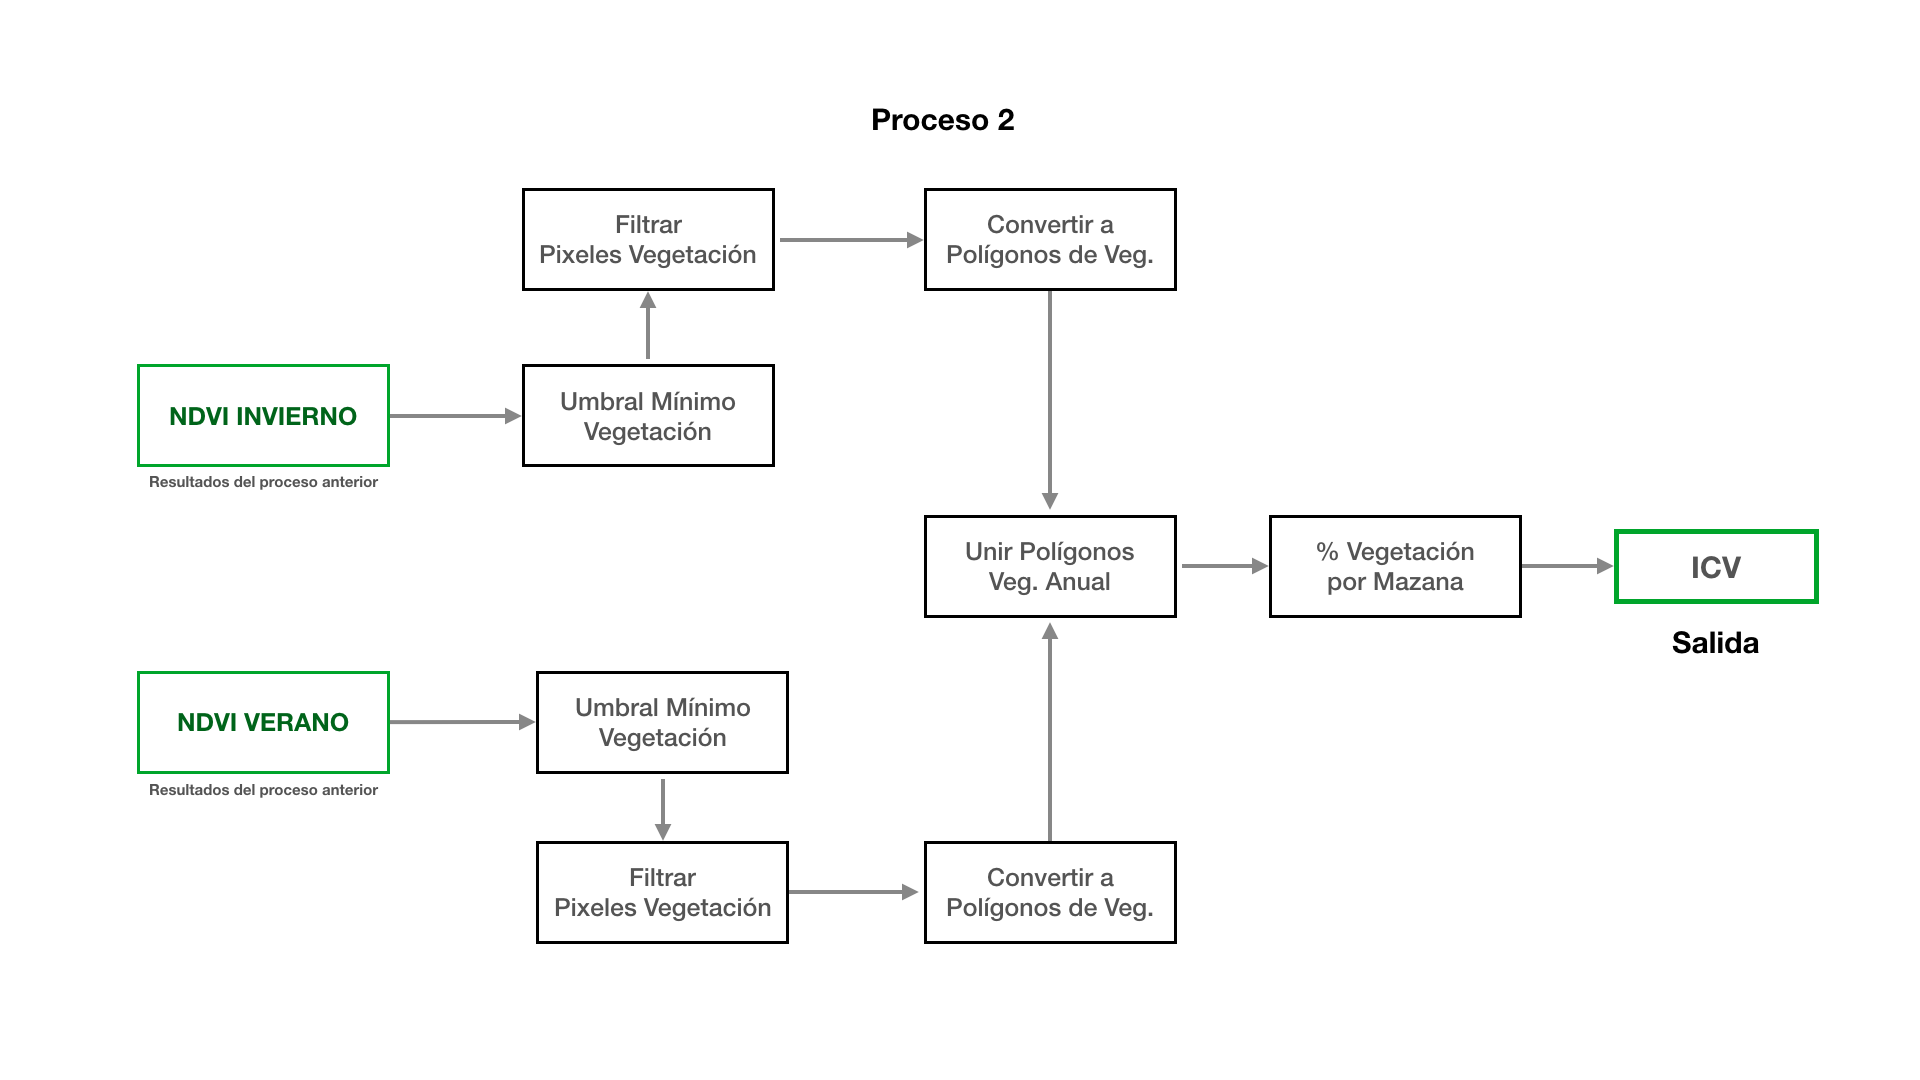 Proceso 2
Filtrar
Pixeles Vegetación
Convertir a
Polígonos de Veg.
NDVI INVIERNO
Resultados del proceso anterior
Umbral Mínimo
Vegetación
Unir Polígonos
Veg. Anual
% Vegetación
por Mazana
ICV
Salida
NDVI VERANO
Resultados del proceso anterior
Umbral Mínimo
Vegetación
Filtrar
Pixeles Vegetación
Convertir a
Polígonos de Veg.